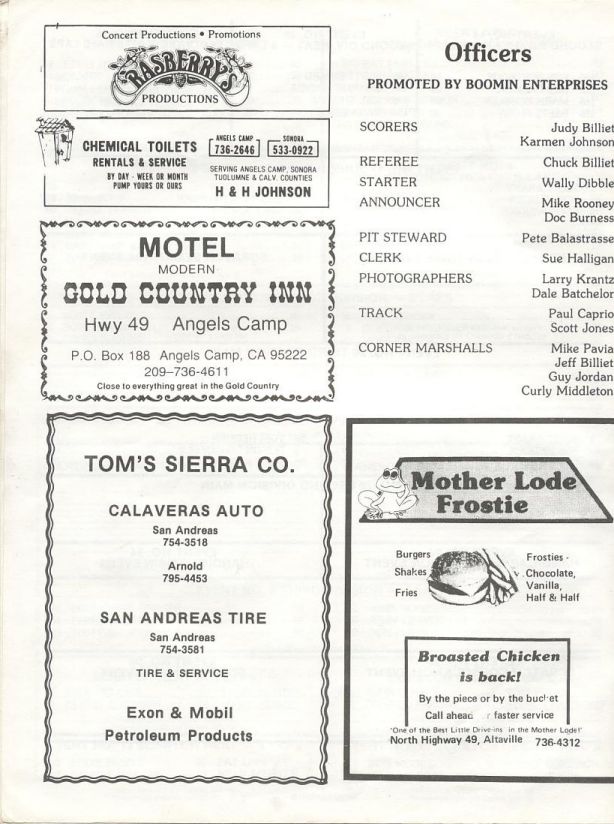 Concert Productions • Promotions
RASBERRY'S
PRODUCTIONS
CHEMICAL TOILETS
RENTALS & SERVICE
BY DAY - WEEK OR MONTH
PUMP YOURS OR OURS
ANGELS CAMP
736-2646
SONORA
533-0922
SERVING ANGELS CAMP, SONORA
TUOLUMNE & CALV. COUNTIES
H & H JOHNSON
MOTEL
MODERN
GOLD COUNTRY INN
Hwy 49 Angels Camp
P.O. Box 188 Angels Camp, CA 95222
209–736-4611
Close to everything great in the Gold Country
TOM'S SIERRA CO.
CALAVERAS AUTO
San Andreas
754-3518
Arnold
795-4453
SAN ANDREAS TIRE
San Andreas
754-3581
TIRE & SERVICE
Exon & Mobil
Petroleum Products
Officers
PROMOTED BY BOOMIN ENTERPRISES
SCORERS Judy Billiet
Karmen Johnson
REFEREE Chuck Billiet
STARTER Wally Dibble
ANNOUNCER Mike Rooney
Doc Burness
PIT STEWARD Pete Balastrasse
CLERK Sue Halligan
PHOTOGRAPHERS Larry Krantz
Dale Batchelor
TRACK Paul Caprio
Scott Jones
CORNER MARSHALLS Mike Pavia
Jeff Billiet
Guy Jordan
Curly Middleton
Mother Lode
Frostie
Burgers
Shakes
Fries
Frosties -
Chocolate,
Vanilla,
Half & Half
Broasted Chicken
is back!
By the piece or by the bucket
Call ahead faster service
"One of the Best Little Drive-ins in the Mother Lode!"
North Highway 49, Altaville 736-4312